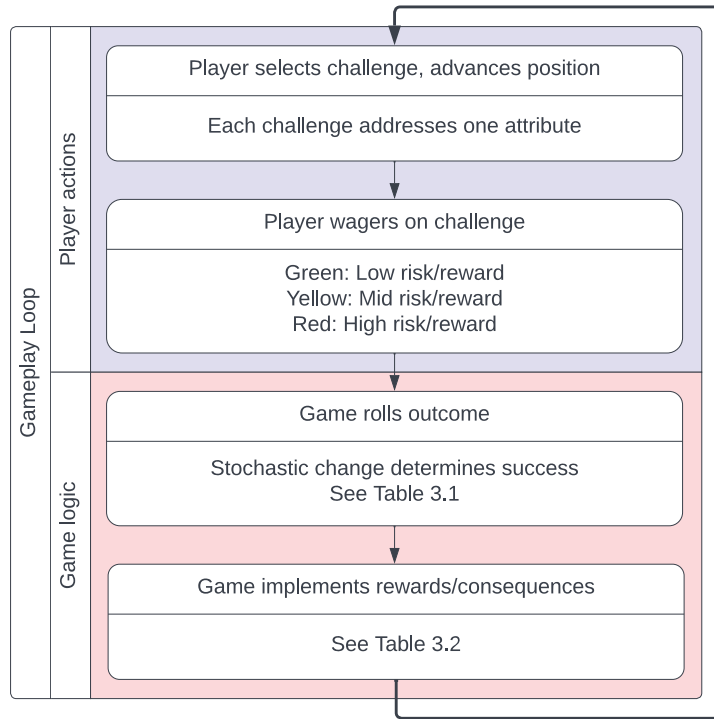 Gameplay Loop
Player actions
Player selects challenge, advances position
Each challenge addresses one attribute
Player wagers on challenge
Green: Low risk/reward
Yellow: Mid risk/reward
Red: High risk/reward
Game logic
Game rolls outcome
Stochastic change determines success
See Table 3.1
Game implements rewards/consequences
See Table 3.2